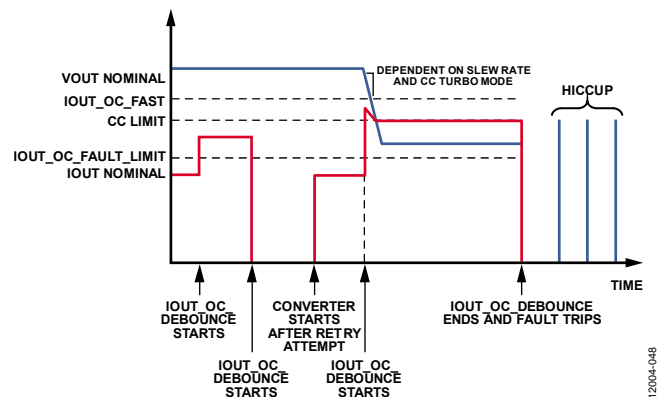 VOUT NOMINAL
IOUT_OC_FAST
CC LIMIT
IOUT_OC_FAULT_LIMIT
IOUT NOMINAL
DEPENDENT ON SLEW RATE
AND CC TURBO MODE
HICCUP
TIME
IOUT_OC_
DEBOUNCE
STARTS
IOUT_OC_
DEBOUNCE
STARTS
CONVERTER
STARTS
AFTER RETRY
ATTEMPT
IOUT_OC_
DEBOUNCE
STARTS
IOUT_OC_DEBOUNCE
ENDS AND FAULT TRIPS
12004-048